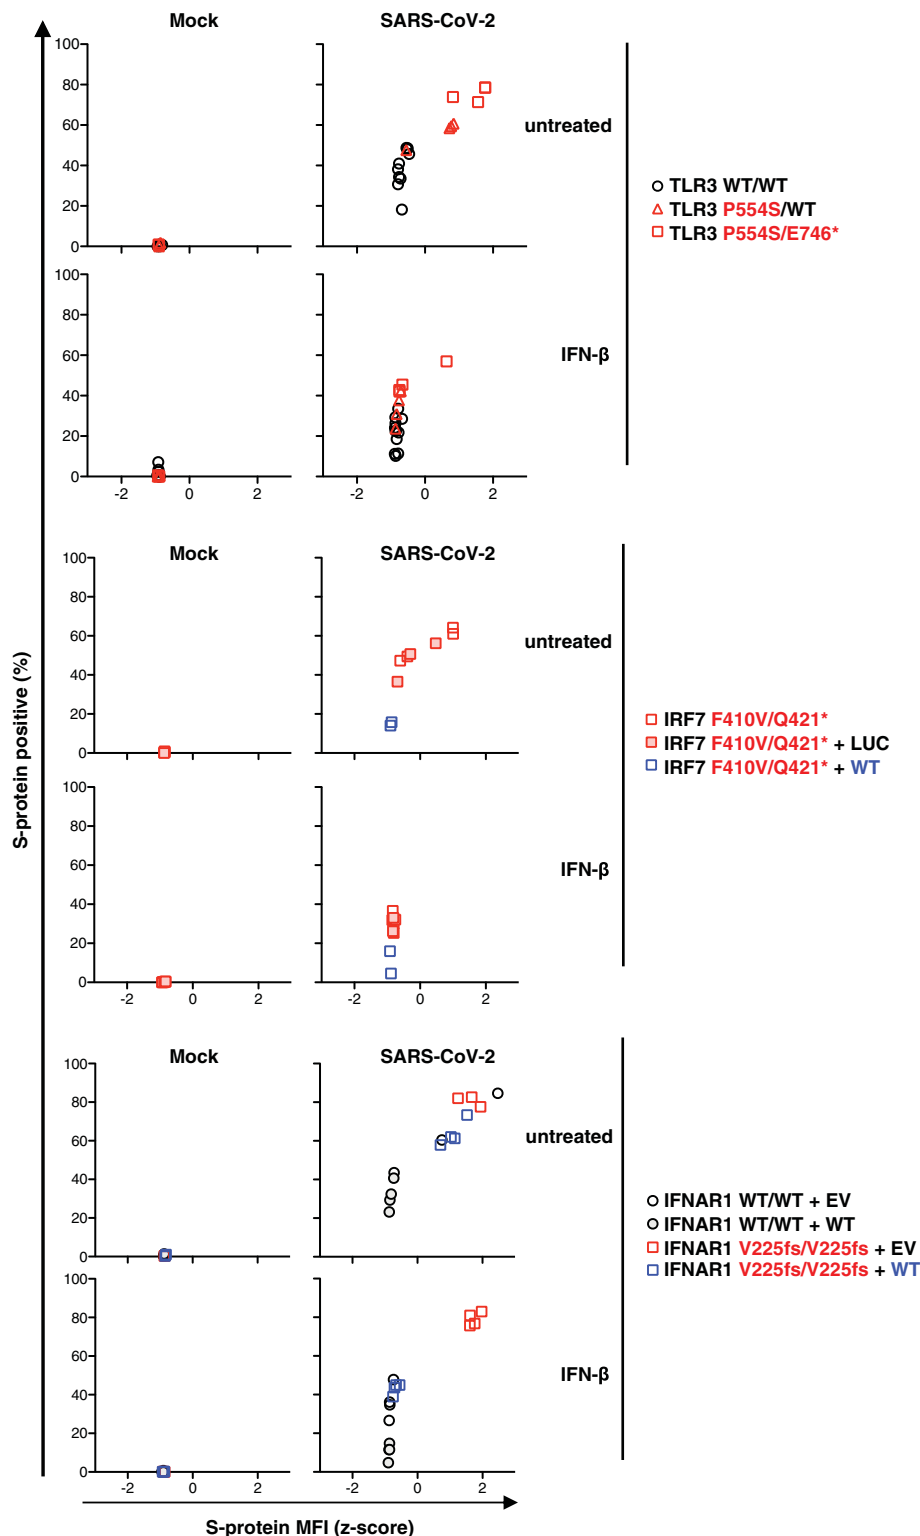 Mock
SARS-CoV-2
100
80
60
40
20
0
untreated
TLR3 WT/WT
TLR3 P554S/WT
TLR3 P554S/E746*
100
80
60
40
20
0
IFN-β
-2
0
2
-2
0
2
Mock
SARS-CoV-2
100
80
60
40
20
0
untreated
IRF7 F410V/Q421*
IRF7 F410V/Q421* + LUC
IRF7 F410V/Q421* + WT
S-protein positive (%)
100
80
60
40
20
0
IFN-β
-2
0
2
-2
0
2
Mock
SARS-CoV-2
100
80
60
40
20
0
untreated
IFNAR1 WT/WT + EV
IFNAR1 WT/WT + WT
IFNAR1 V225fs/V225fs + EV
IFNAR1 V225fs/V225fs + WT
100
80
60
40
20
0
IFN-β
-2
0
2
-2
0
2
S-protein MFI (z-score)